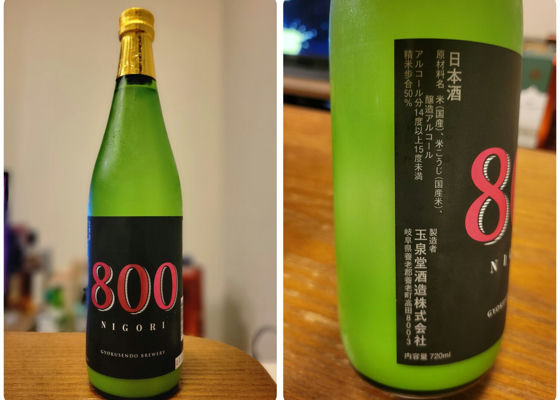 800
NIGORI
GYOKUSENDO BREWERY
日本酒
原材料名 米(国産)、米こうじ(国産米)、
醸造アルコール
アルコール分14度以上15度未満
精米歩合50%
製造者
玉泉堂酒造株式会社
岐阜県養老郡養老町高田800-3
内容量 720ml
8
NI
GYOKUS